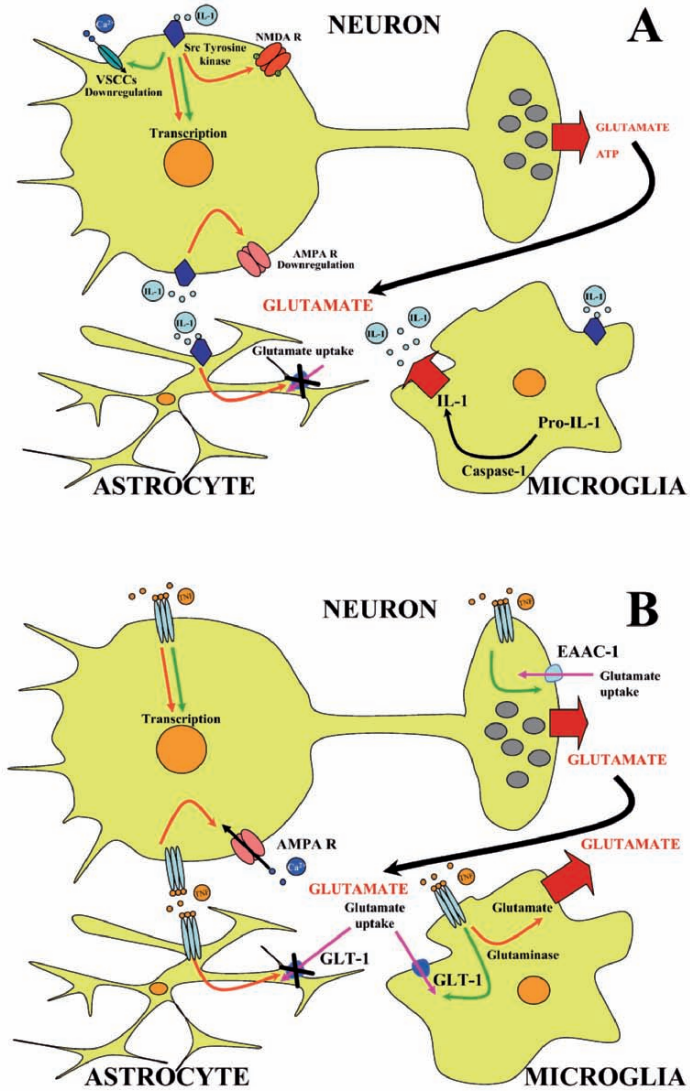 NEURON
A
Ca²⁺
IL-1
NMDA R
Src Tyrosine
kinase
VSCCs
Downregulation
Transcription
GLUTAMATE
ATP
AMPA R
Downregulation
IL-1
GLUTAMATE
IL-1
IL-1
IL-1
IL-1
Glutamate uptake
IL-1
Pro-IL-1
Caspase-1
ASTROCYTE
MICROGLIA
NEURON
B
TNF
TNF
EAAC-1
Glutamate
uptake
Transcription
GLUTAMATE
AMPA R
Ca²⁺
GLUTAMATE
TNF
GLUTAMATE
TNF
Glutamate
uptake
Glutamate
Glutaminase
GLT-1
GLT-1
ASTROCYTE
MICROGLIA